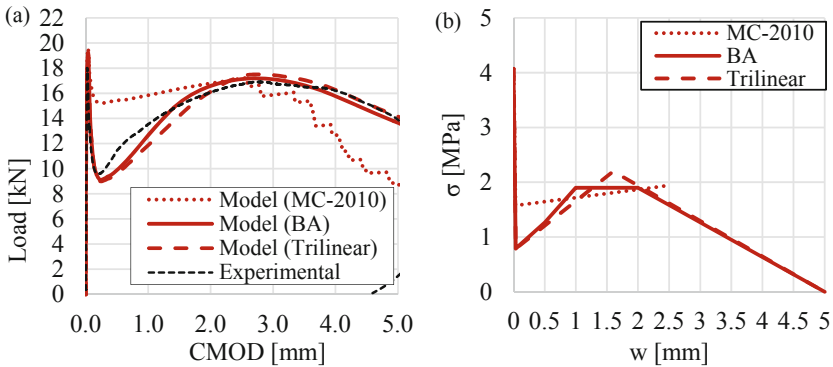 (a)
Load [kN]
22
20
18
16
14
12
10
8
6
4
2
0
Model (MC-2010)
Model (BA)
Model (Trilinear)
Experimental
0.0 1.0 2.0 3.0 4.0 5.0
CMOD [mm]
(b)
σ [MPa]
5
4
3
2
1
0
MC-2010
BA
Trilinear
0 0.5 1 1.5 2 2.5 3 3.5 4 4.5 5
w [mm]